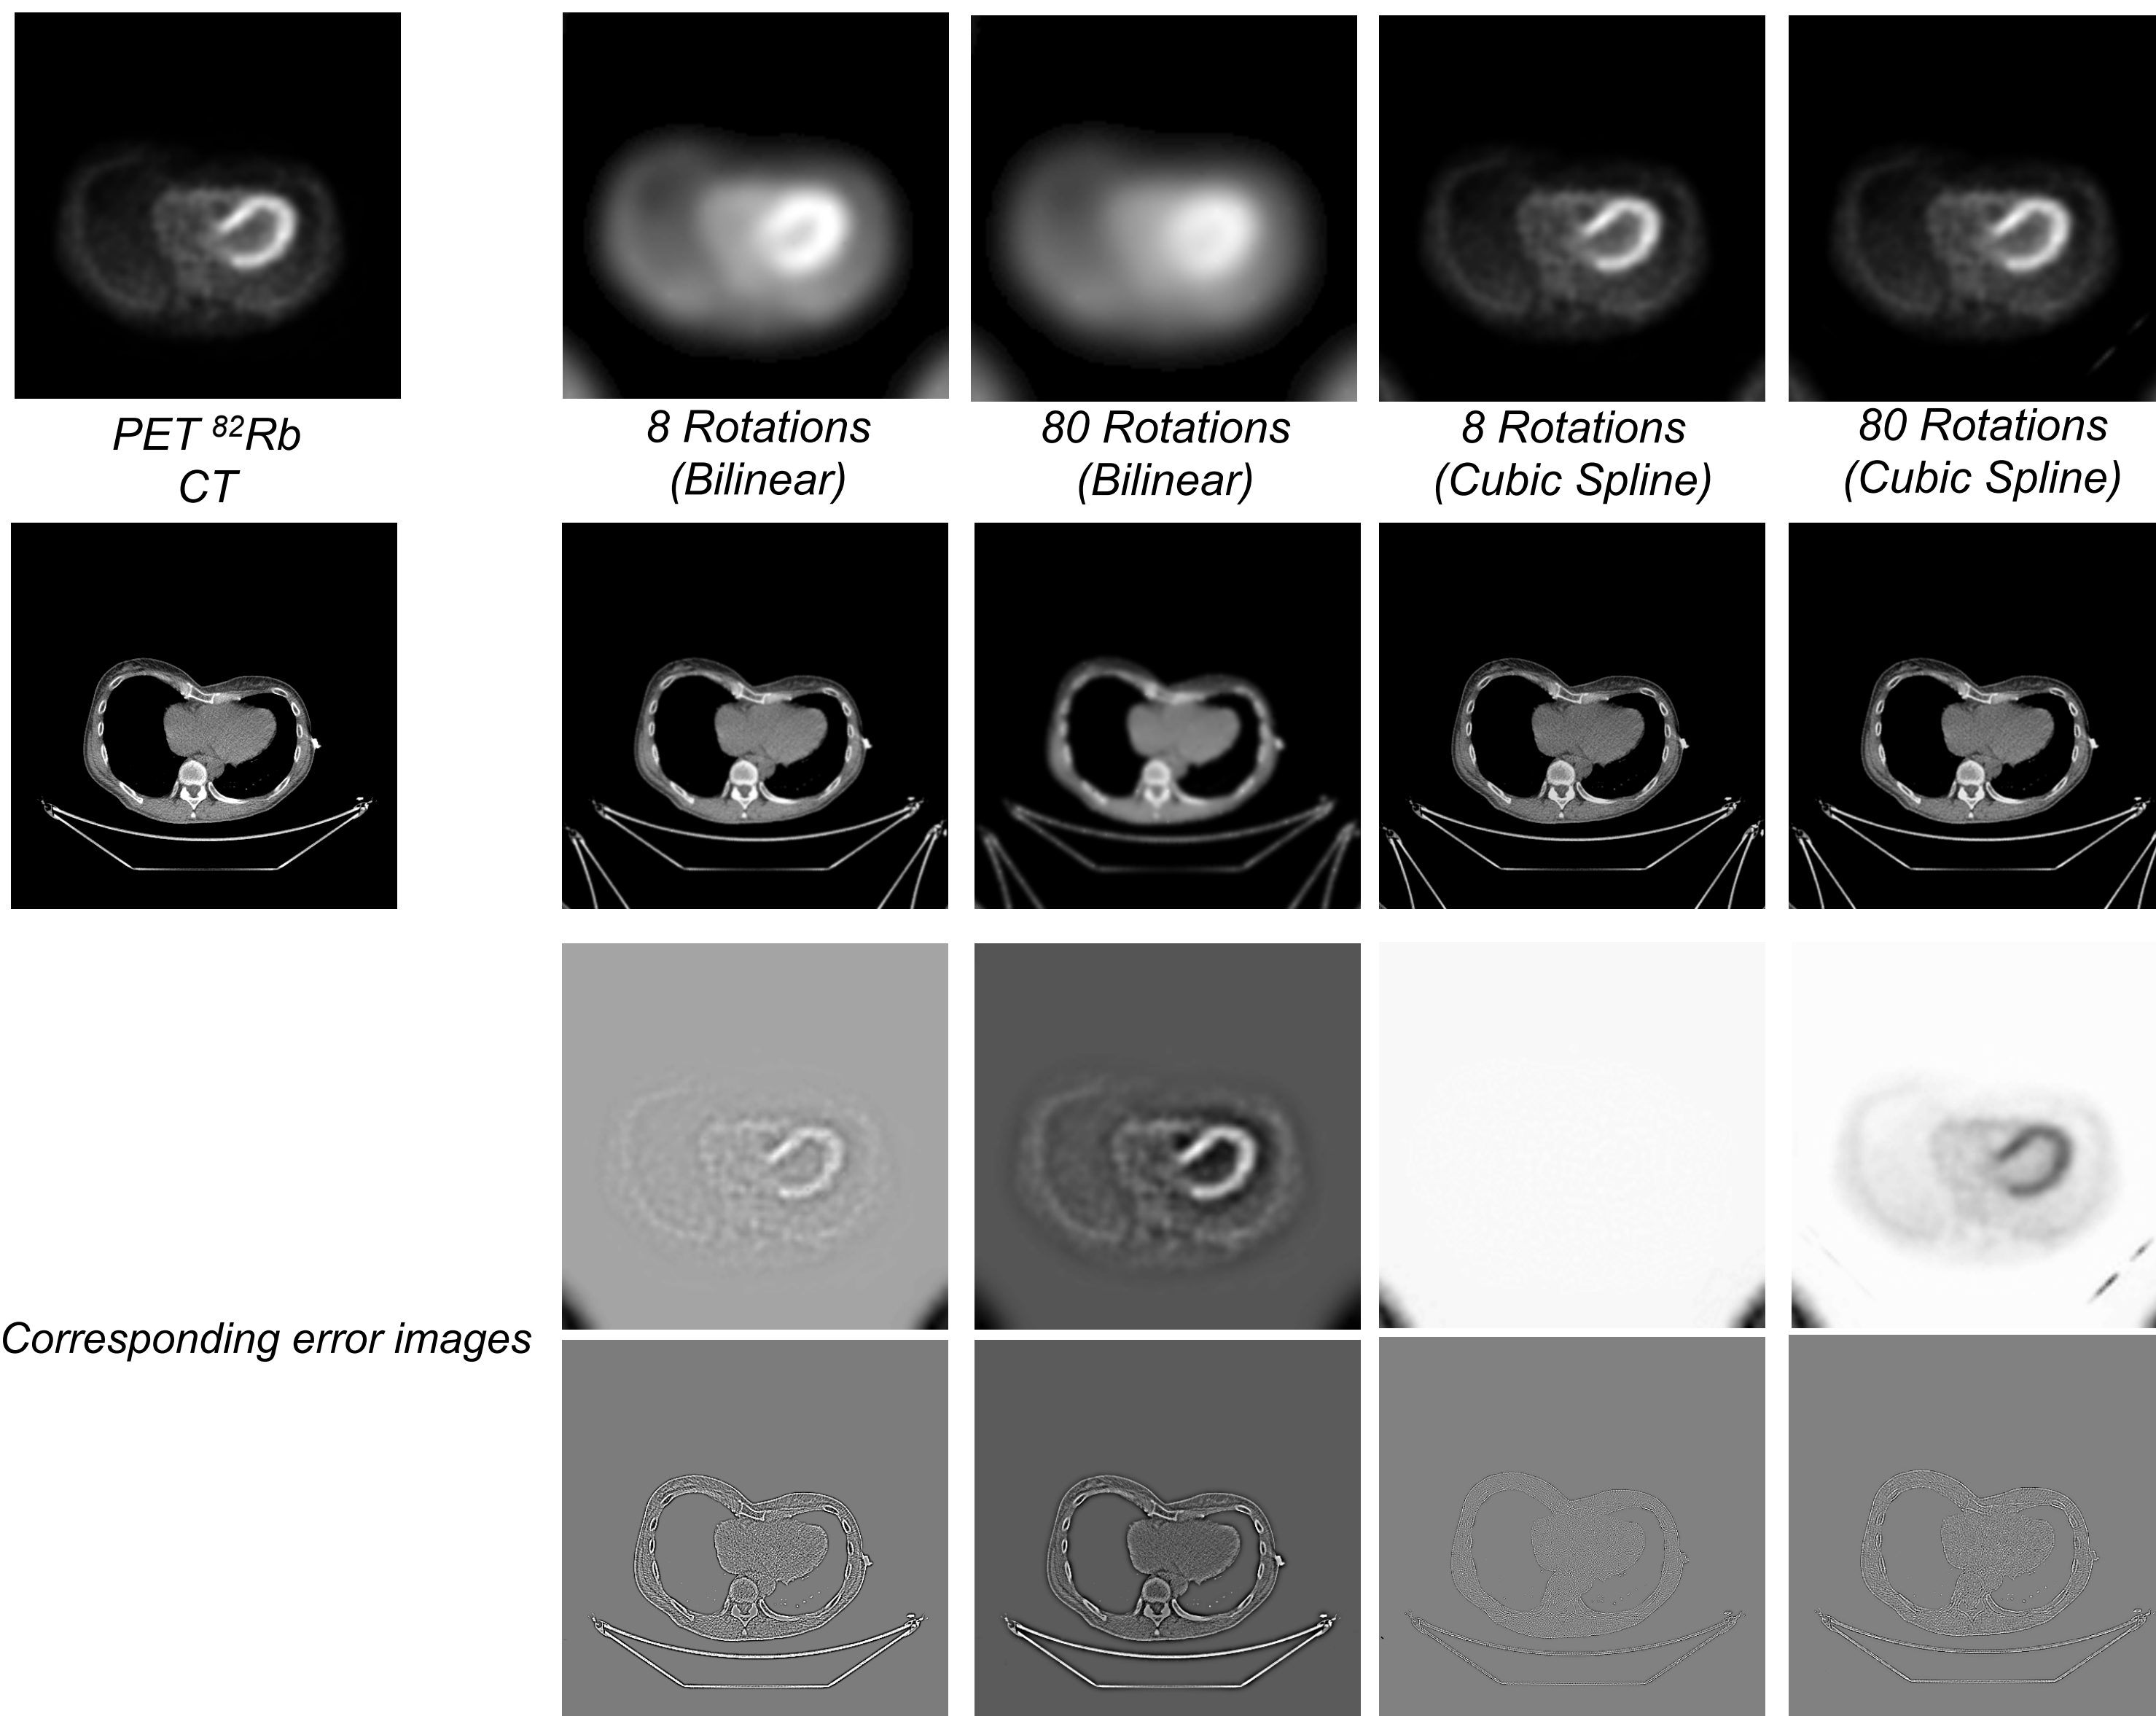 PET ⁸²Rb
CT
8 Rotations
(Bilinear)
80 Rotations
(Bilinear)
8 Rotations
(Cubic Spline)
80 Rotations
(Cubic Spline)
Corresponding error images